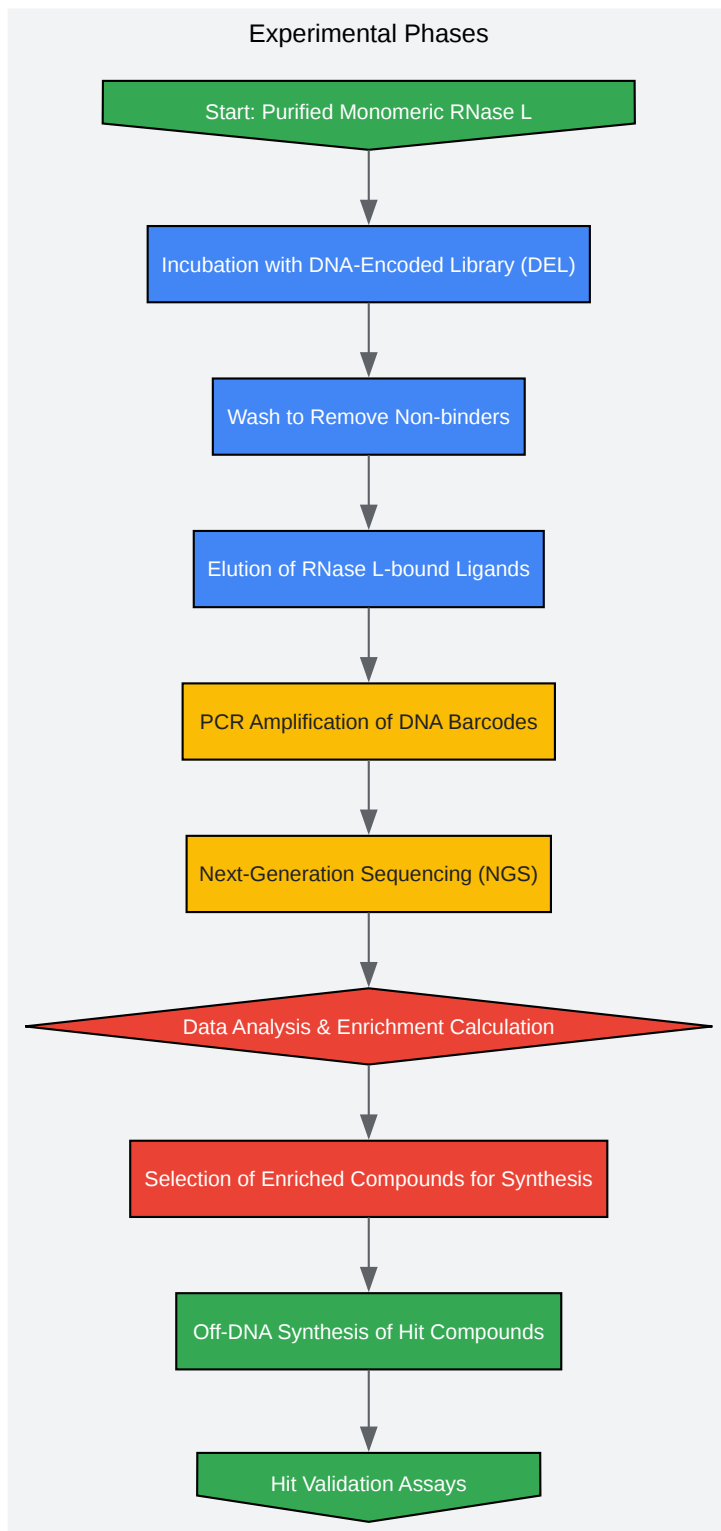 Experimental Phases
Start: Purified Monomeric RNase L
Incubation with DNA-Encoded Library (DEL)
Wash to Remove Non-binders
Elution of RNase L-bound Ligands
PCR Amplification of DNA Barcodes
Next-Generation Sequencing (NGS)
Data Analysis & Enrichment Calculation
Selection of Enriched Compounds for Synthesis
Off-DNA Synthesis of Hit Compounds
Hit Validation Assays